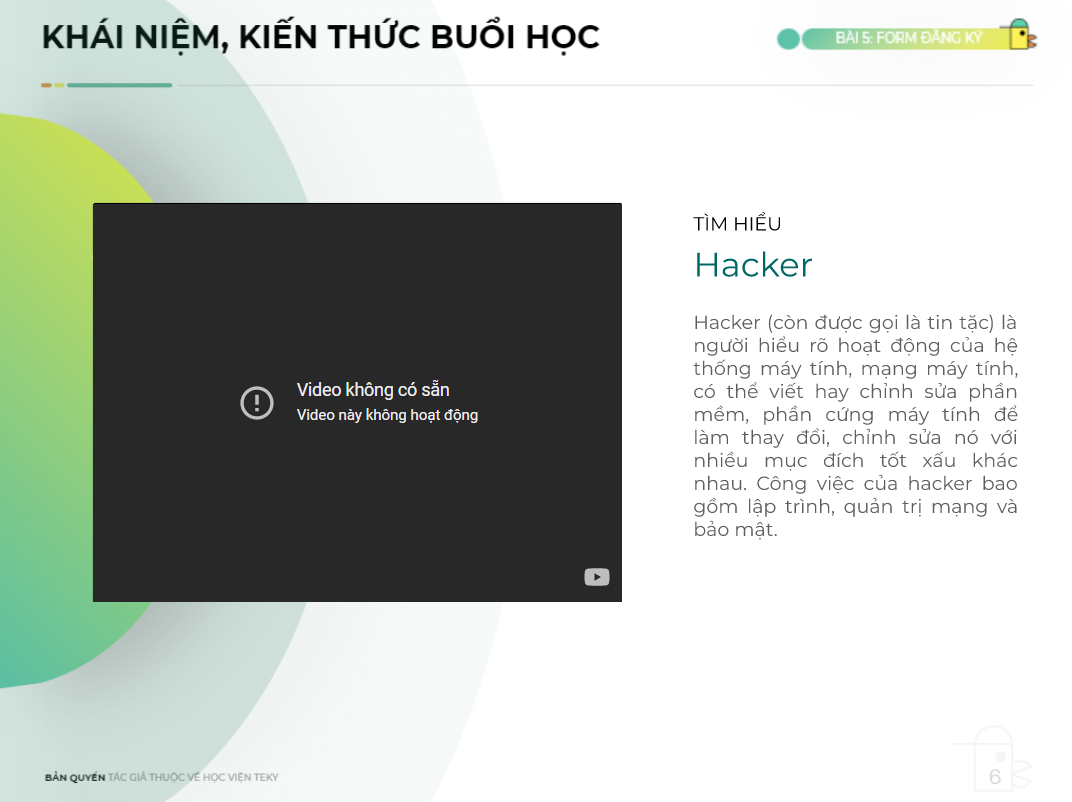 KHÁI NIỆM, KIẾN THỨC BUỔI HỌC
BÀI 5: FORM ĐĂNG KÝ
Video không có sẵn
Video này không hoạt động
TÌM HIỂU
Hacker
Hacker (còn được gọi là tin tặc) là
người hiểu rõ hoạt động của hệ
thống máy tính, mạng máy tính,
có thể viết hay chỉnh sửa phần
mềm, phần cứng máy tính để
làm thay đổi, chỉnh sửa nó với
nhiều mục đích tốt xấu khác
nhau. Công việc của hacker bao
gồm lập trình, quản trị mạng và
bảo mật.
BẢN QUYỀN TÁC GIẢ THUỘC VỀ HỌC VIỆN TEKY
6